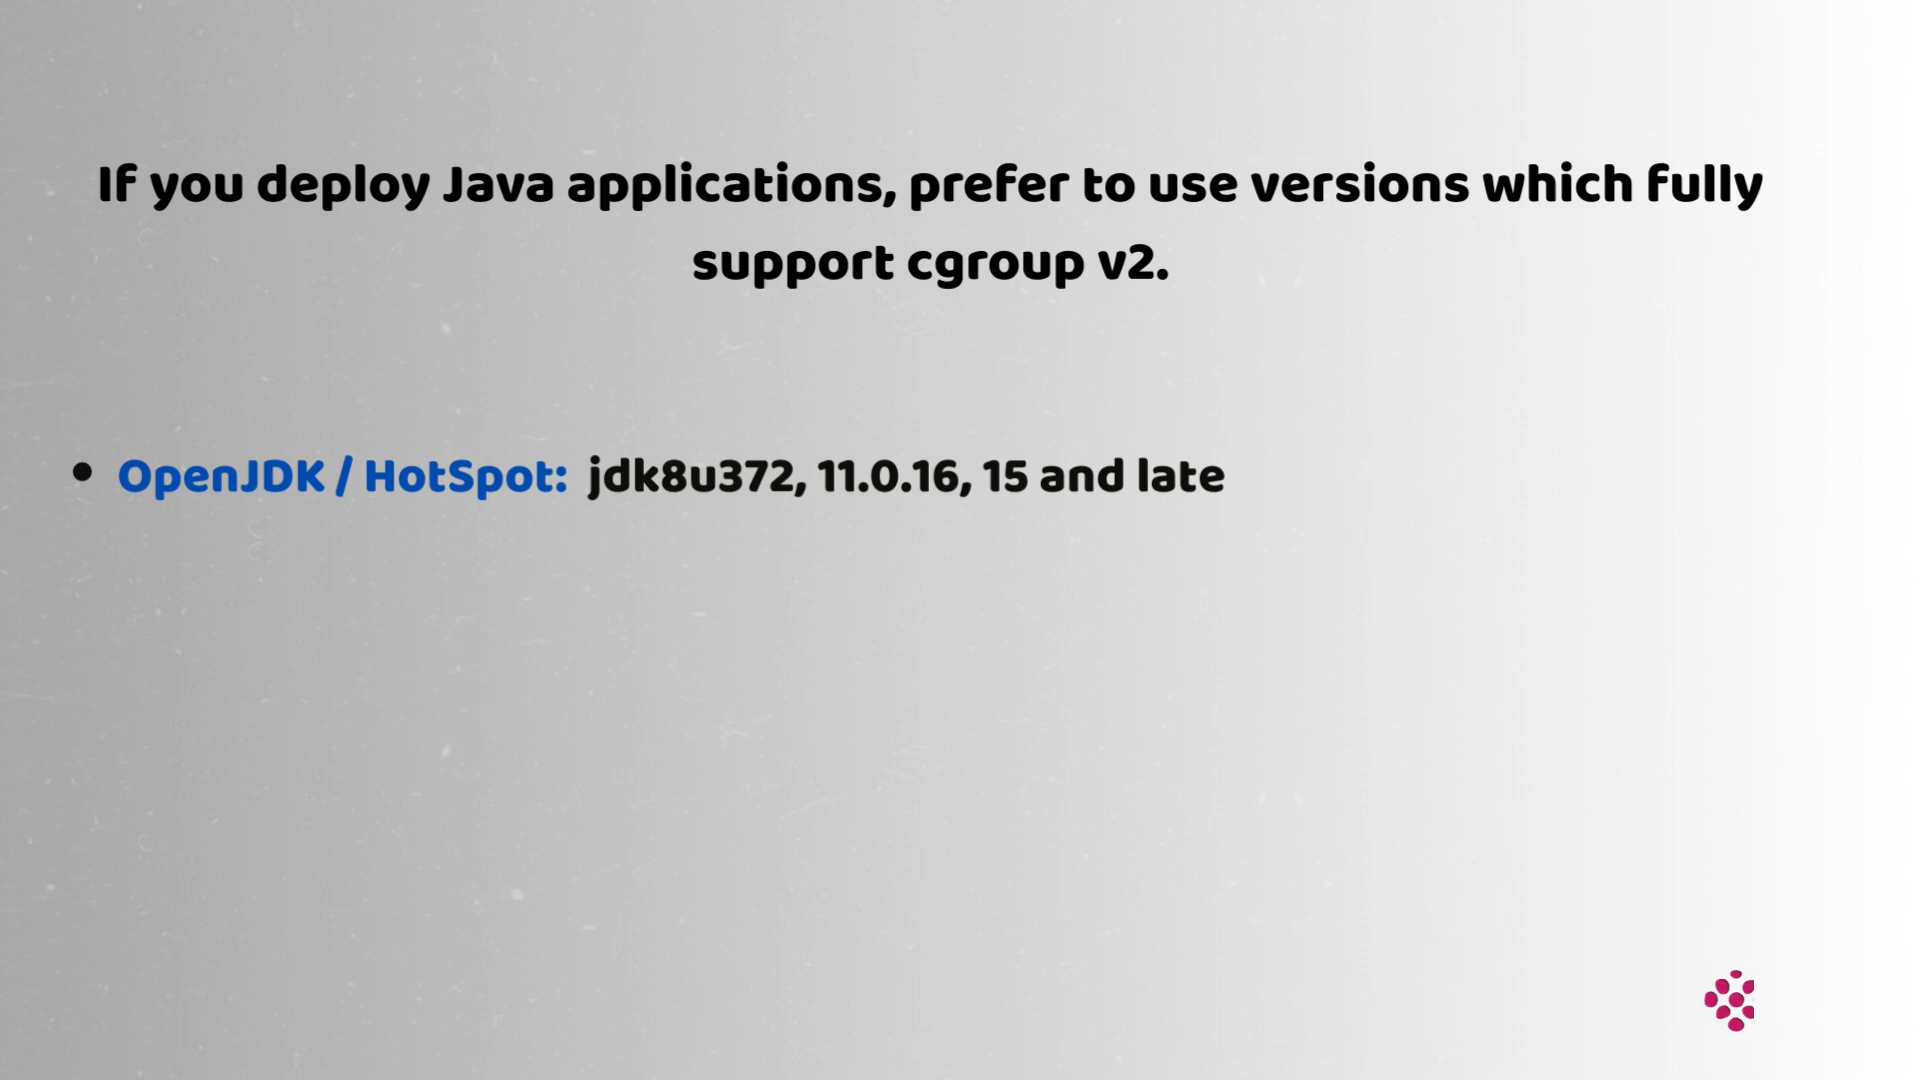 If you deploy Java applications, prefer to use versions which fully
support cgroup v2.
• OpenJDK / HotSpot: jdk8u372, 11.0.16, 15 and late